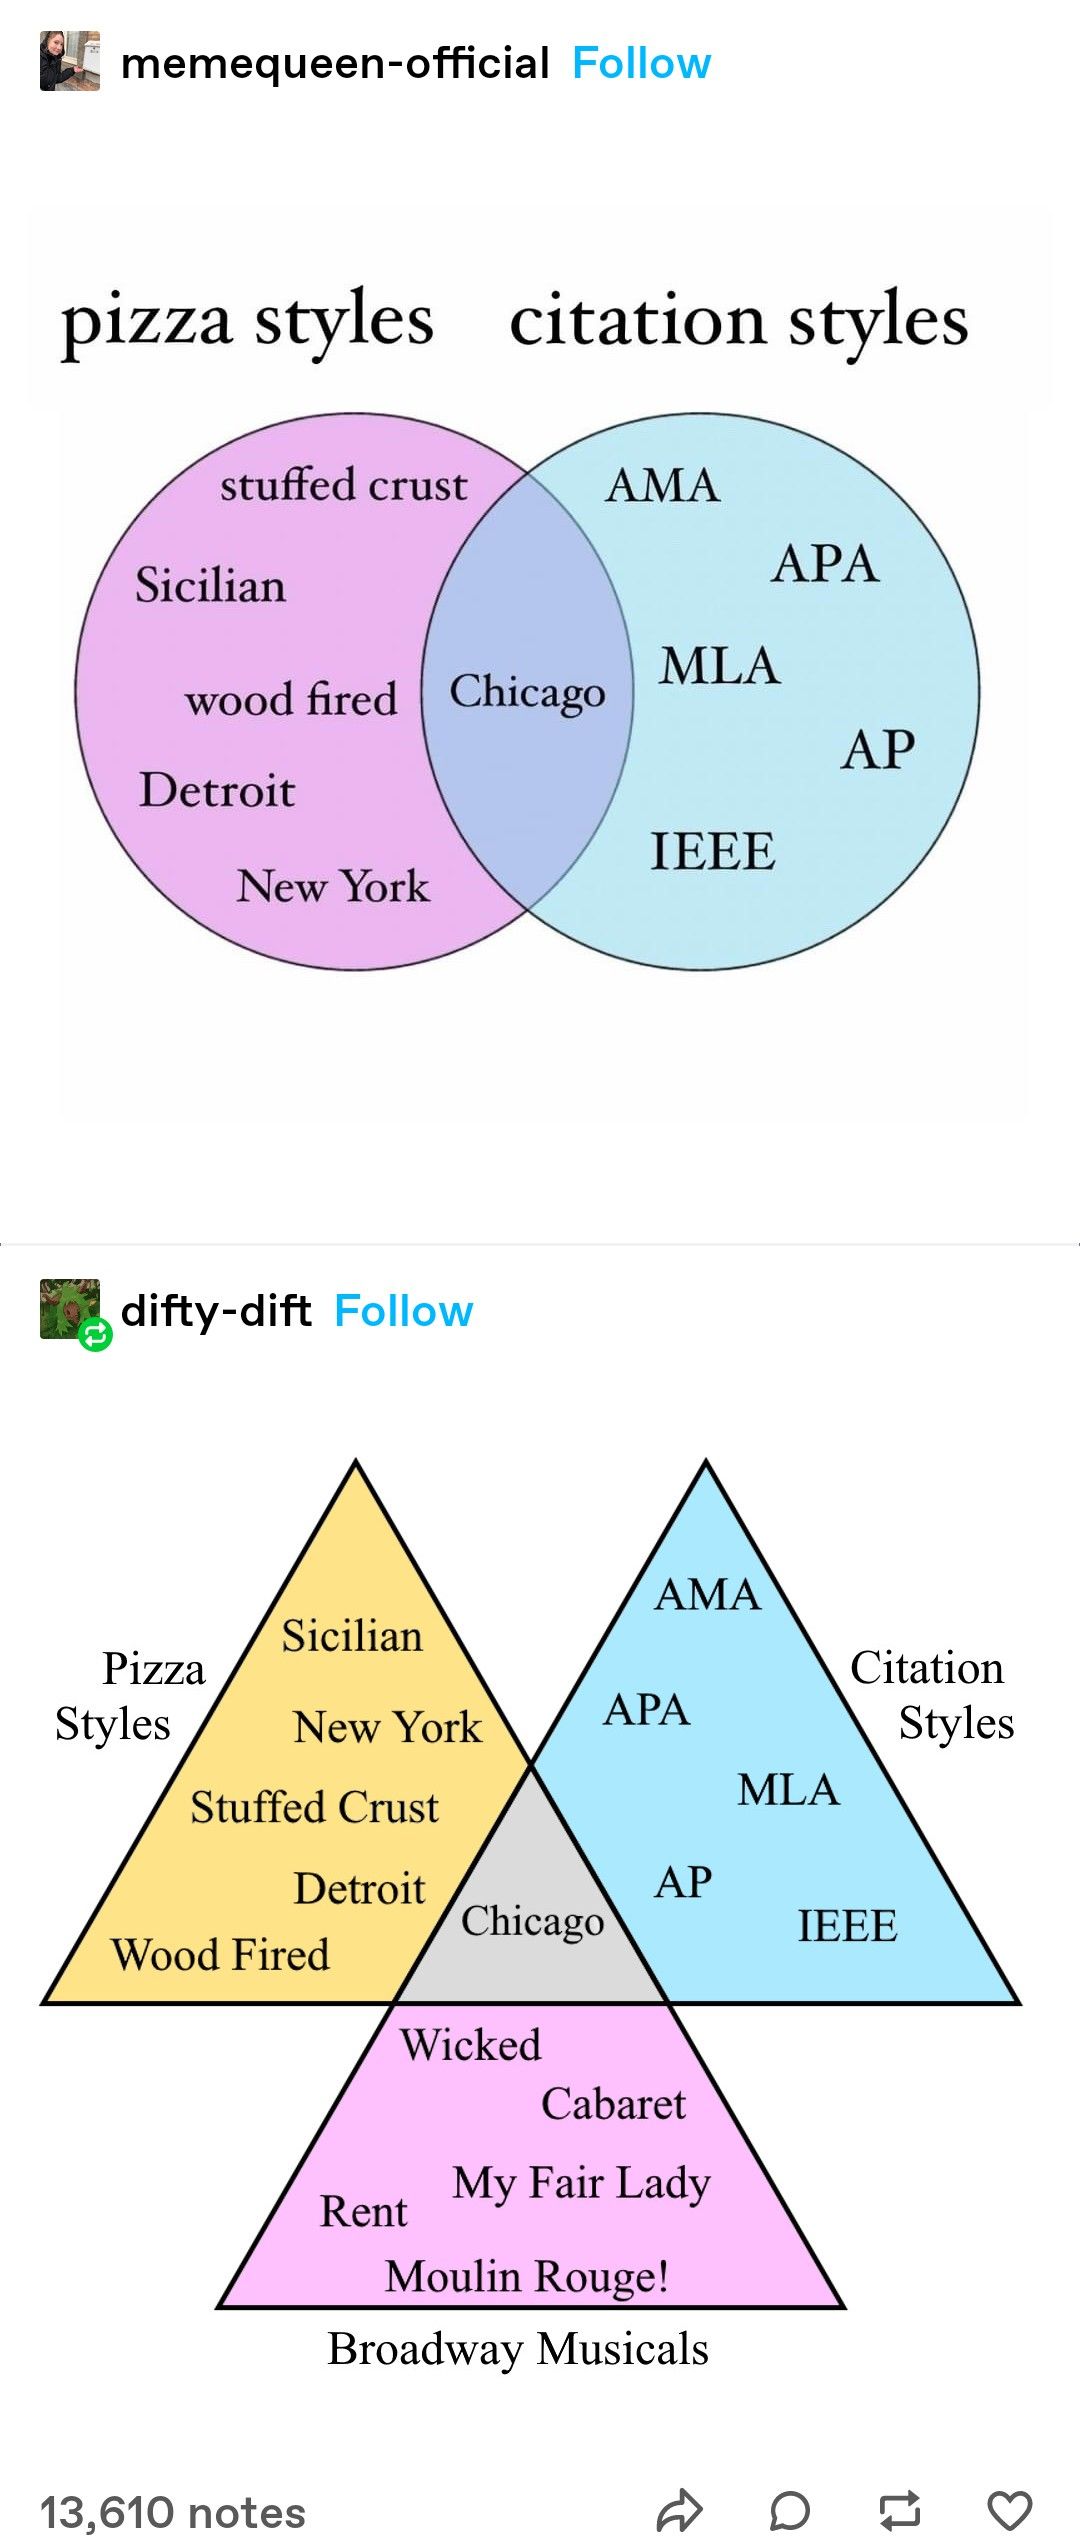 memequeen-official Follow
pizza styles citation styles
stuffed crust
Sicilian
wood fired
Detroit
New York
Chicago
AMA
APA
MLA
AP
IEEE
difty-dift Follow
Pizza
Styles
Sicilian
New York
Stuffed Crust
Detroit
Wood Fired
Chicago
AMA
APA
MLA
AP
IEEE
Citation
Styles
Wicked
Cabaret
My Fair Lady
Rent
Moulin Rouge!
Broadway Musicals
13,610 notes